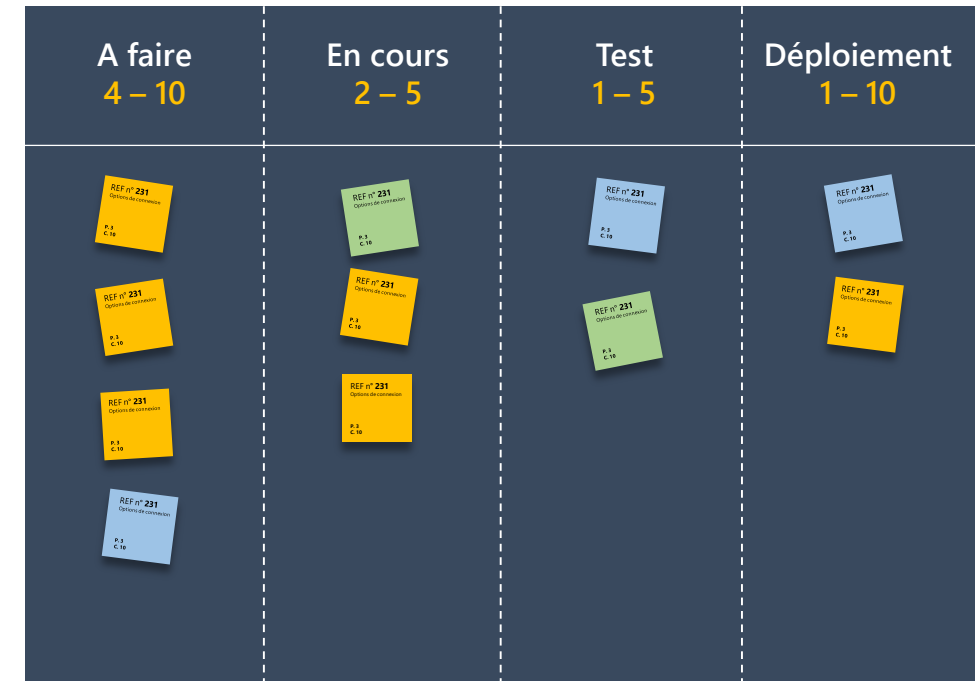 A faire
4 – 10
En cours
2 – 5
Test
1 – 5
Déploiement
1 – 10
REF n° 231
Options de connexion
P. 3
C. 10
REF n° 231
Options de connexion
P. 3
C. 10
REF n° 231
Options de connexion
P. 3
C. 10
REF n° 231
Options de connexion
P. 3
C. 10
REF n° 231
Options de connexion
P. 3
C. 10
REF n° 231
Options de connexion
P. 3
C. 10
REF n° 231
Options de connexion
P. 3
C. 10
REF n° 231
Options de connexion
P. 3
C. 10
REF n° 231
Options de connexion
P. 3
C. 10
REF n° 231
Options de connexion
P. 3
C. 10
REF n° 231
Options de connexion
P. 3
C. 10